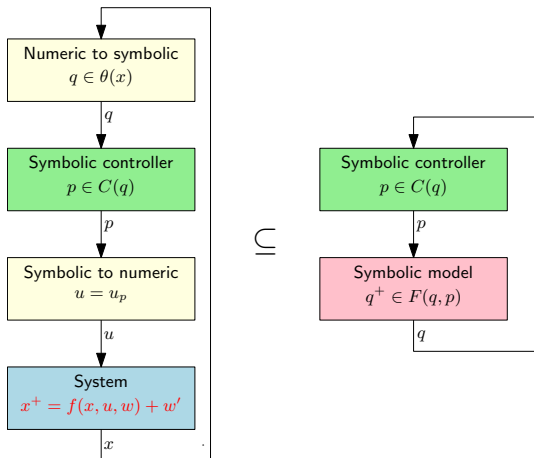 Numeric to symbolic
q ∈ θ(x)
q
Symbolic controller
p ∈ C(q)
p
Symbolic to numeric
u = u_p
u
System
x⁺ = f(x, u, w) + w′
x
⊆
Symbolic controller
p ∈ C(q)
p
Symbolic model
q⁺ ∈ F(q, p)
q